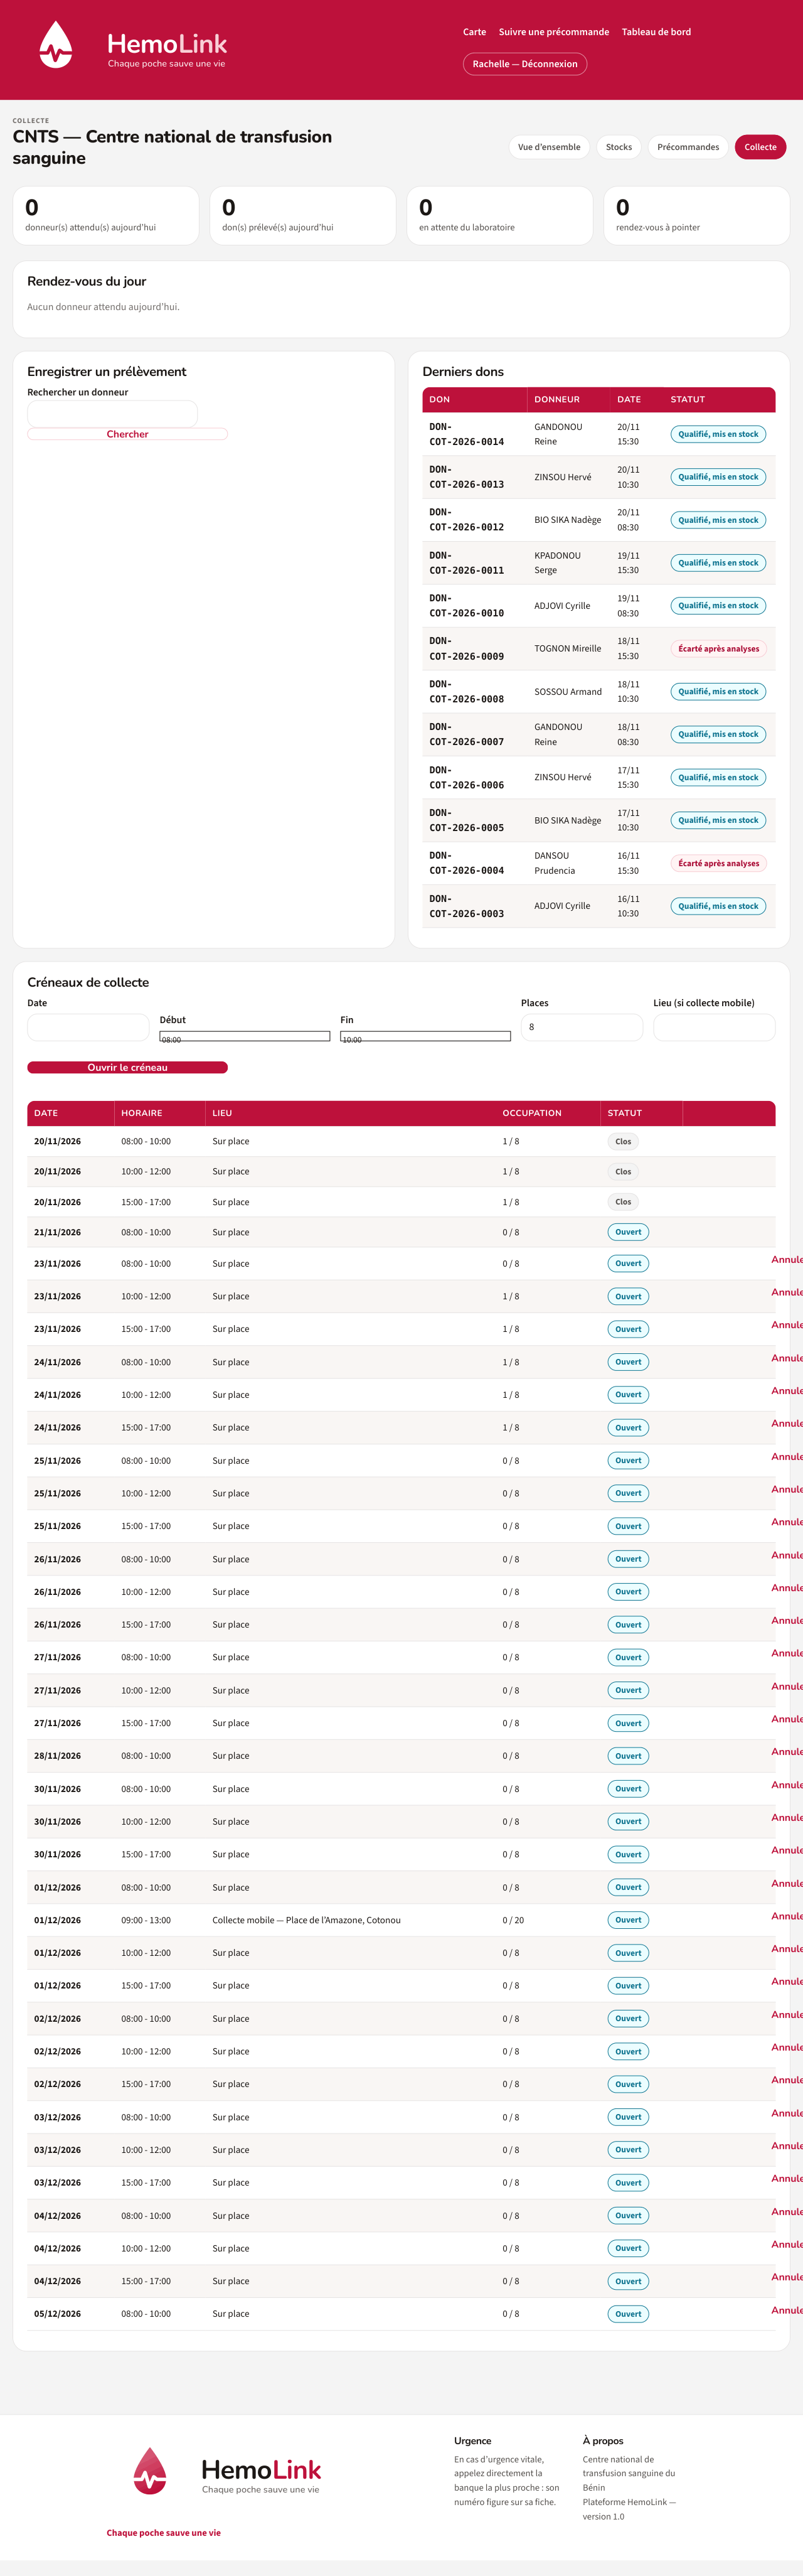 HemoLink
Chaque poche sauve une vie
Carte Suivre une précommande Tableau de bord
Rachelle — Déconnexion
COLLECTE
CNTS — Centre national de transfusion
sanguine
Vue d'ensemble Stocks Précommandes Collecte
0 0 0 0
donneur(s) attendu(s) aujourd'hui don(s) prélevé(s) aujourd'hui en attente du laboratoire rendez-vous à pointer
Rendez-vous du jour
Aucun donneur attendu aujourd'hui.
Enregistrer un prélèvement
Rechercher un donneur
Chercher
Derniers dons
DON DONNEUR DATE STATUT
DON- GANDONOU 20/11
COT-2026-0014 Reine 15:30 Qualifié, mis en stock
DON- 20/11
COT-2026-0013 ZINSOU Hervé 10:30 Qualifié, mis en stock
DON- 20/11
COT-2026-0012 BIO SIKA Nadège 08:30 Qualifié, mis en stock
DON- KPADONOU 19/11
COT-2026-0011 Serge 15:30 Qualifié, mis en stock
DON- 19/11
COT-2026-0010 ADJOVI Cyrille 08:30 Qualifié, mis en stock
DON- 18/11
COT-2026-0009 TOGNON Mireille 15:30 Écarté après analyses
DON- 18/11
COT-2026-0008 SOSSOU Armand 10:30 Qualifié, mis en stock
DON- GANDONOU 18/11
COT-2026-0007 Reine 08:30 Qualifié, mis en stock
DON- 17/11
COT-2026-0006 ZINSOU Hervé 15:30 Qualifié, mis en stock
DON- 17/11
COT-2026-0005 BIO SIKA Nadège 10:30 Qualifié, mis en stock
DON- DANSOU 16/11
COT-2026-0004 Prudencia 15:30 Écarté après analyses
DON- 16/11
COT-2026-0003 ADJOVI Cyrille 10:30 Qualifié, mis en stock
Créneaux de collecte
Date Début Fin Places Lieu (si collecte mobile)
08:00 10:00 8
Ouvrir le créneau
DATE HORAIRE LIEU OCCUPATION STATUT
20/11/2026 08:00 - 10:00 Sur place 1 / 8 Clos
20/11/2026 10:00 - 12:00 Sur place 1 / 8 Clos
20/11/2026 15:00 - 17:00 Sur place 1 / 8 Clos
21/11/2026 08:00 - 10:00 Sur place 0 / 8 Ouvert
23/11/2026 08:00 - 10:00 Sur place 0 / 8 Ouvert Annule
23/11/2026 10:00 - 12:00 Sur place 1 / 8 Ouvert Annule
23/11/2026 15:00 - 17:00 Sur place 1 / 8 Ouvert Annule
24/11/2026 08:00 - 10:00 Sur place 1 / 8 Ouvert Annule
24/11/2026 10:00 - 12:00 Sur place 1 / 8 Ouvert Annule
24/11/2026 15:00 - 17:00 Sur place 1 / 8 Ouvert Annule
25/11/2026 08:00 - 10:00 Sur place 0 / 8 Ouvert Annule
25/11/2026 10:00 - 12:00 Sur place 0 / 8 Ouvert Annule
25/11/2026 15:00 - 17:00 Sur place 0 / 8 Ouvert Annule
26/11/2026 08:00 - 10:00 Sur place 0 / 8 Ouvert Annule
26/11/2026 10:00 - 12:00 Sur place 0 / 8 Ouvert Annule
26/11/2026 15:00 - 17:00 Sur place 0 / 8 Ouvert Annule
27/11/2026 08:00 - 10:00 Sur place 0 / 8 Ouvert Annule
27/11/2026 10:00 - 12:00 Sur place 0 / 8 Ouvert Annule
27/11/2026 15:00 - 17:00 Sur place 0 / 8 Ouvert Annule
28/11/2026 08:00 - 10:00 Sur place 0 / 8 Ouvert Annule
30/11/2026 08:00 - 10:00 Sur place 0 / 8 Ouvert Annule
30/11/2026 10:00 - 12:00 Sur place 0 / 8 Ouvert Annule
30/11/2026 15:00 - 17:00 Sur place 0 / 8 Ouvert Annule
01/12/2026 08:00 - 10:00 Sur place 0 / 8 Ouvert Annule
01/12/2026 09:00 - 13:00 Collecte mobile — Place de l'Amazone, Cotonou 0 / 20 Ouvert Annule
01/12/2026 10:00 - 12:00 Sur place 0 / 8 Ouvert Annule
01/12/2026 15:00 - 17:00 Sur place 0 / 8 Ouvert Annule
02/12/2026 08:00 - 10:00 Sur place 0 / 8 Ouvert Annule
02/12/2026 10:00 - 12:00 Sur place 0 / 8 Ouvert Annule
02/12/2026 15:00 - 17:00 Sur place 0 / 8 Ouvert Annule
03/12/2026 08:00 - 10:00 Sur place 0 / 8 Ouvert Annule
03/12/2026 10:00 - 12:00 Sur place 0 / 8 Ouvert Annule
03/12/2026 15:00 - 17:00 Sur place 0 / 8 Ouvert Annule
04/12/2026 08:00 - 10:00 Sur place 0 / 8 Ouvert Annule
04/12/2026 10:00 - 12:00 Sur place 0 / 8 Ouvert Annule
04/12/2026 15:00 - 17:00 Sur place 0 / 8 Ouvert Annule
05/12/2026 08:00 - 10:00 Sur place 0 / 8 Ouvert Annule
HemoLink
Chaque poche sauve une vie
Chaque poche sauve une vie
Urgence
En cas d'urgence vitale,
appelez directement la
banque la plus proche : son
numéro figure sur sa fiche.
À propos
Centre national de
transfusion sanguine du
Bénin
Plateforme HemoLink —
version 1.0